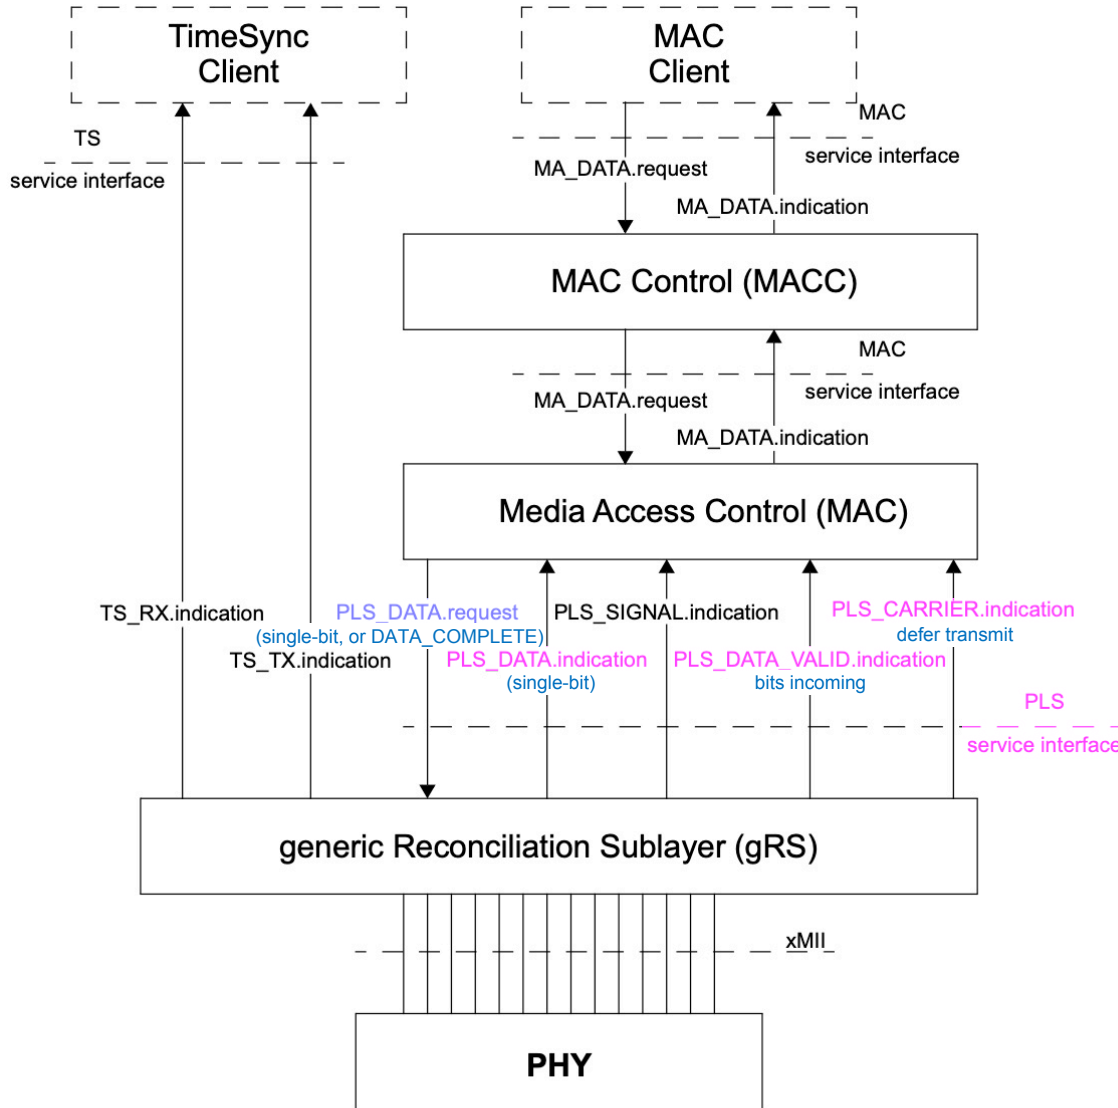 TimeSync
Client
MAC
Client
TS
service interface
MAC
service interface
MA_DATA.request
MA_DATA.indication
MAC Control (MACC)
MAC
service interface
MA_DATA.request
MA_DATA.indication
Media Access Control (MAC)
TS_RX.indication
TS_TX.indication
PLS_DATA.request
(single-bit, or DATA_COMPLETE)
PLS_DATA.indication
(single-bit)
PLS_SIGNAL.indication
PLS_DATA_VALID.indication
bits incoming
PLS_CARRIER.indication
defer transmit
PLS
service interface
generic Reconciliation Sublayer (gRS)
xMII
PHY